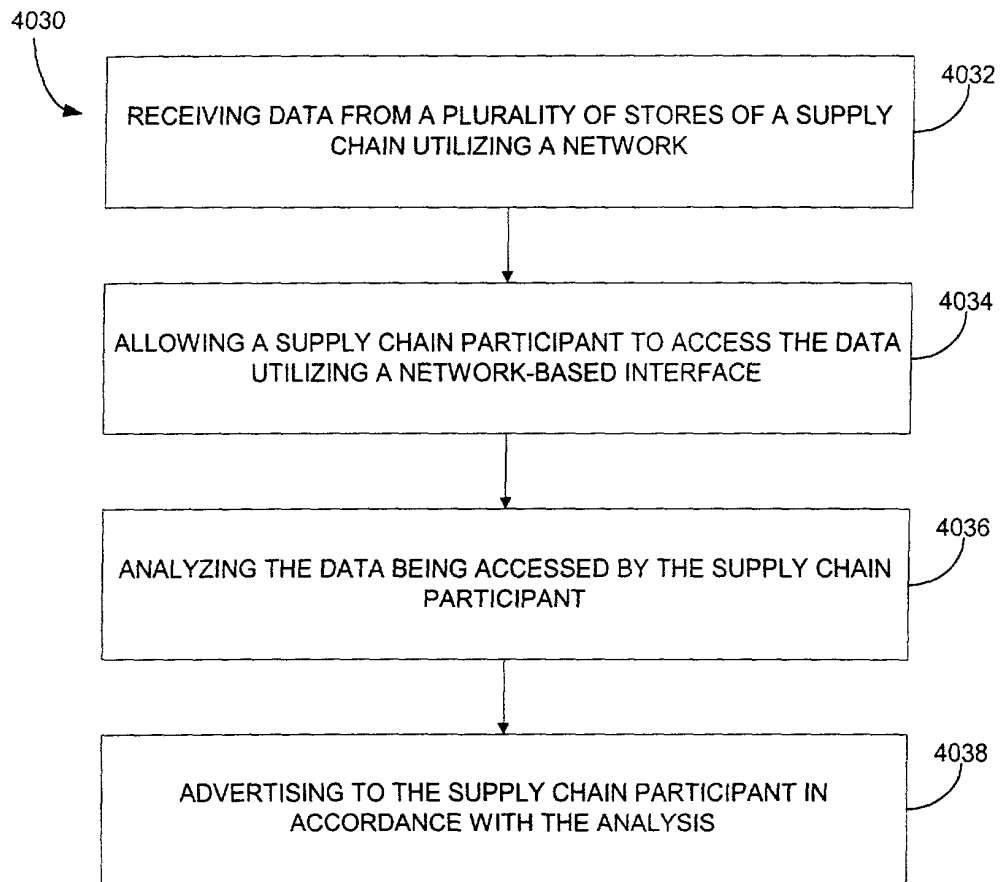 4030
RECEIVING DATA FROM A PLURALITY OF STORES OF A SUPPLY
CHAIN UTILIZING A NETWORK
4032
ALLOWING A SUPPLY CHAIN PARTICIPANT TO ACCESS THE DATA
UTILIZING A NETWORK-BASED INTERFACE
4034
ANALYZING THE DATA BEING ACCESSED BY THE SUPPLY CHAIN
PARTICIPANT
4036
ADVERTISING TO THE SUPPLY CHAIN PARTICIPANT IN
ACCORDANCE WITH THE ANALYSIS
4038